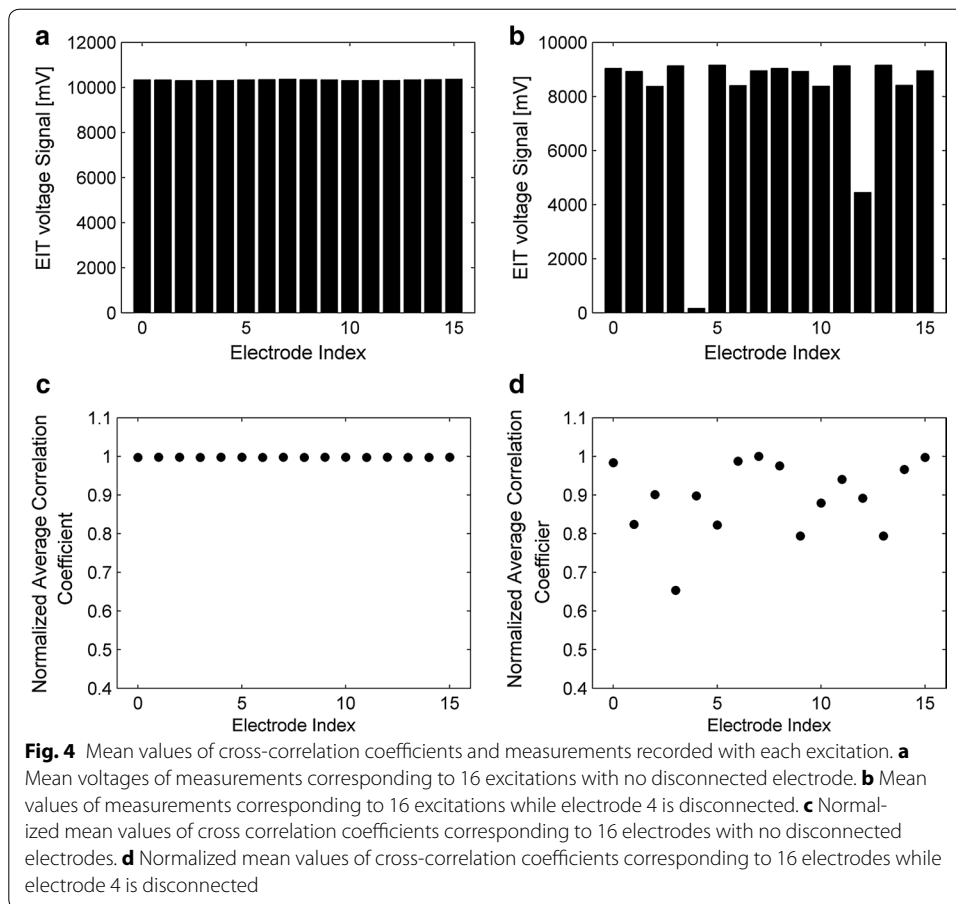 a
12000
10000
8000
6000
4000
2000
0
EIT voltage Signal [mV]
0 5 10 15
Electrode Index
b
10000
8000
6000
4000
2000
0
EIT voltage Signal [mV]
0 5 10 15
Electrode Index
c
1.1
1
0.9
0.8
0.7
0.6
0.5
0.4
Normalized Average Correlation
Coefficient
0 5 10 15
Electrode Index
d
1.1
1
0.9
0.8
0.7
0.6
0.5
0.4
Normalized Average Correlation
Coefficier
0 5 10 15
Electrode Index
Fig. 4 Mean values of cross-correlation coefficients and measurements recorded with each excitation. a
Mean voltages of measurements corresponding to 16 excitations with no disconnected electrode. b Mean
values of measurements corresponding to 16 excitations while electrode 4 is disconnected. c Normal-
ized mean values of cross correlation coefficients corresponding to 16 electrodes with no disconnected
electrodes. d Normalized mean values of cross-correlation coefficients corresponding to 16 electrodes while
electrode 4 is disconnected